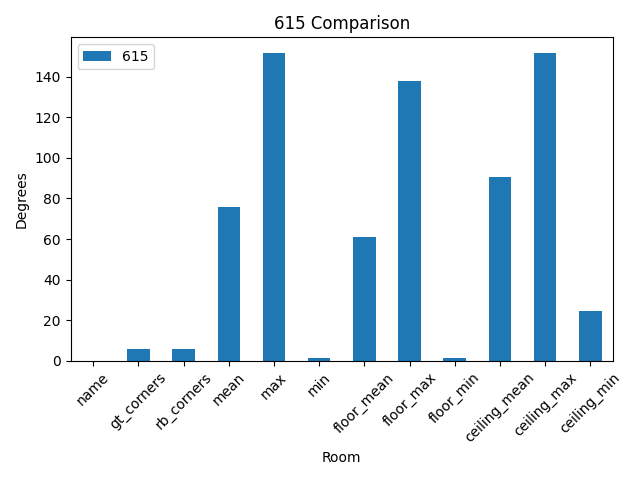 615 Comparison
615
Degrees
140
120
100
80
60
40
20
0
name
gt_corners
rb_corners
mean
max
min
floor_mean
floor_max
floor_min
ceiling_mean
ceiling_max
ceiling_min
Room